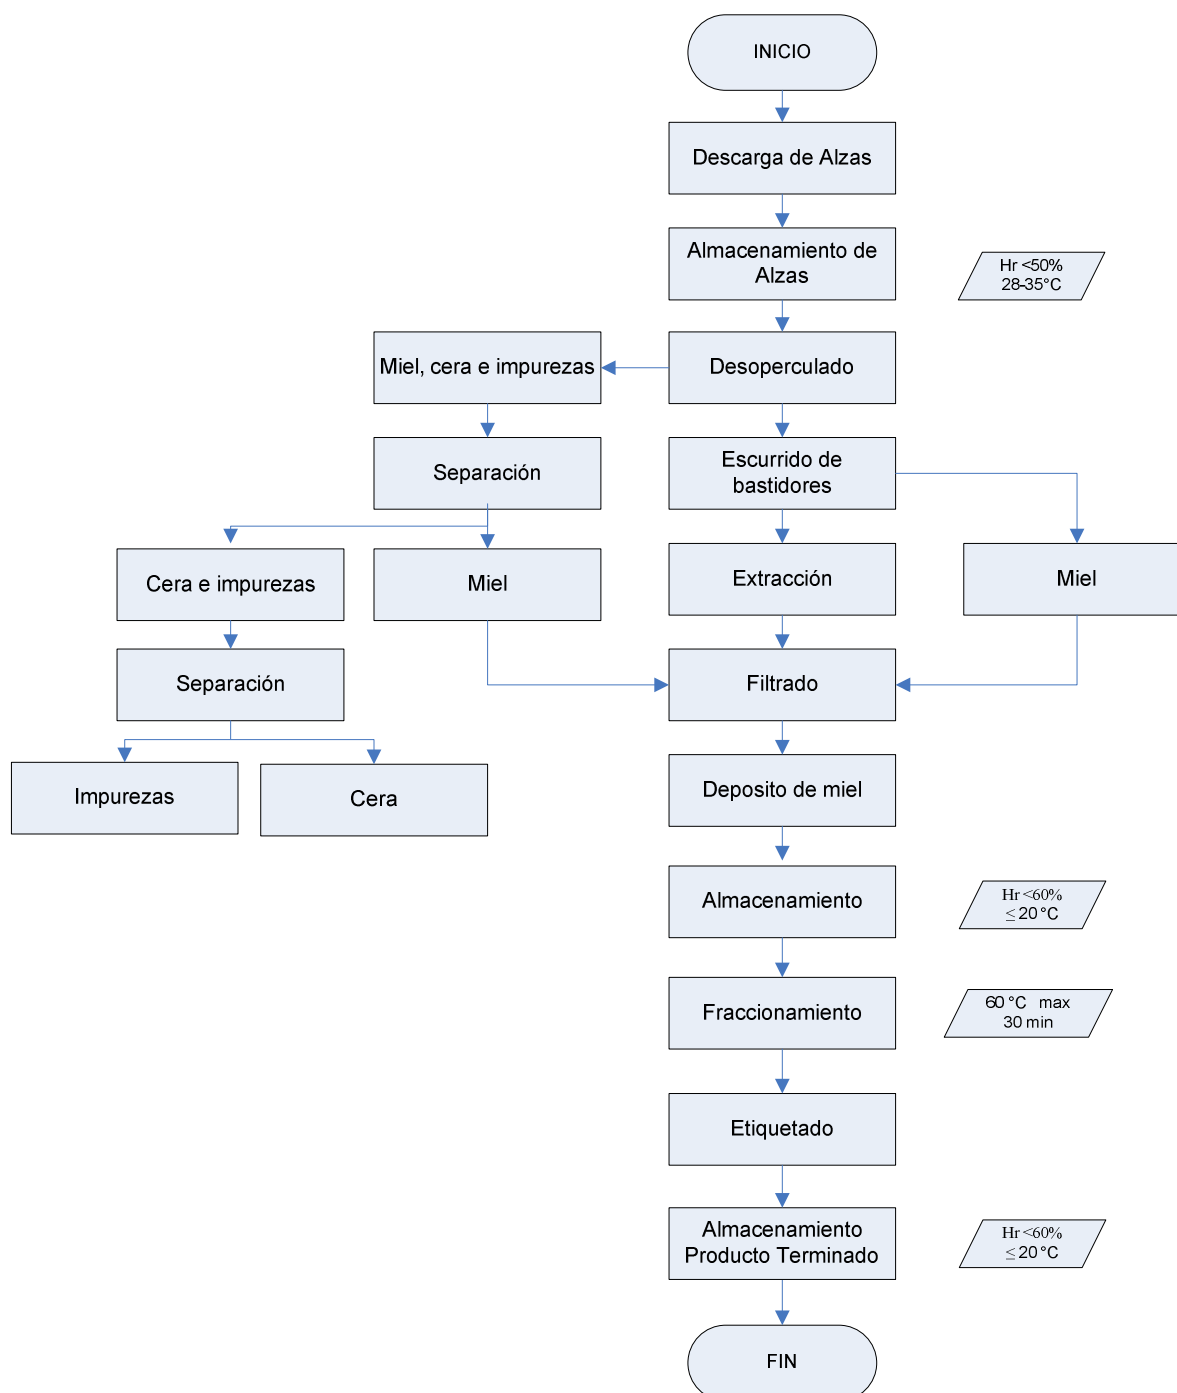 INICIO
Descarga de Alzas
Almacenamiento de
Alzas
Hr <50%
28-35°C
Miel, cera e impurezas
Desoperculado
Separación
Escurrido de
bastidores
Cera e impurezas
Miel
Extracción
Miel
Separación
Filtrado
Impurezas
Cera
Deposito de miel
Almacenamiento
Hr <60%
≤ 20 °C
Fraccionamiento
60 °C max
30 min
Etiquetado
Almacenamiento
Producto Terminado
Hr <60%
≤ 20 °C
FIN